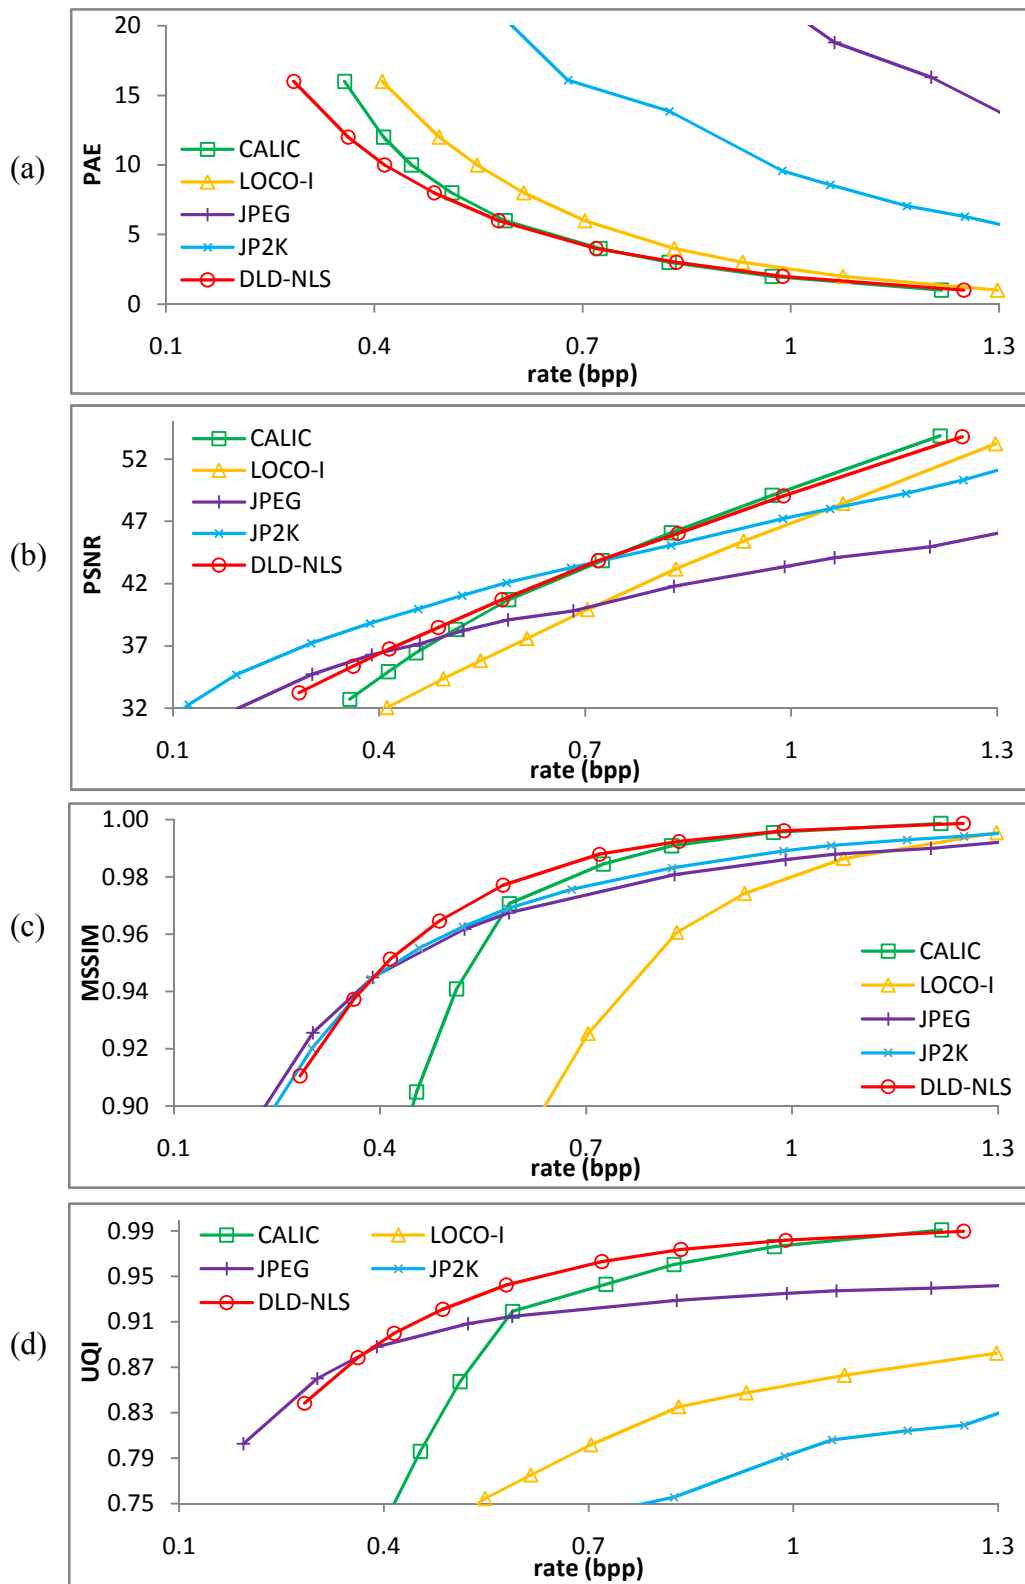 (a)
PAE
20
15
10
5
0
CALIC
LOCO-I
JPEG
JP2K
DLD-NLS
0.1 0.4 0.7 1 1.3
rate (bpp)
(b)
PSNR
52
47
42
37
32
CALIC
LOCO-I
JPEG
JP2K
DLD-NLS
0.1 0.4 0.7 1 1.3
rate (bpp)
(c)
MSSIM
1.00
0.98
0.96
0.94
0.92
0.90
CALIC
LOCO-I
JPEG
JP2K
DLD-NLS
0.1 0.4 0.7 1 1.3
rate (bpp)
(d)
UQI
0.99
0.95
0.91
0.87
0.83
0.79
0.75
CALIC LOCO-I
JPEG JP2K
DLD-NLS
0.1 0.4 0.7 1 1.3
rate (bpp)